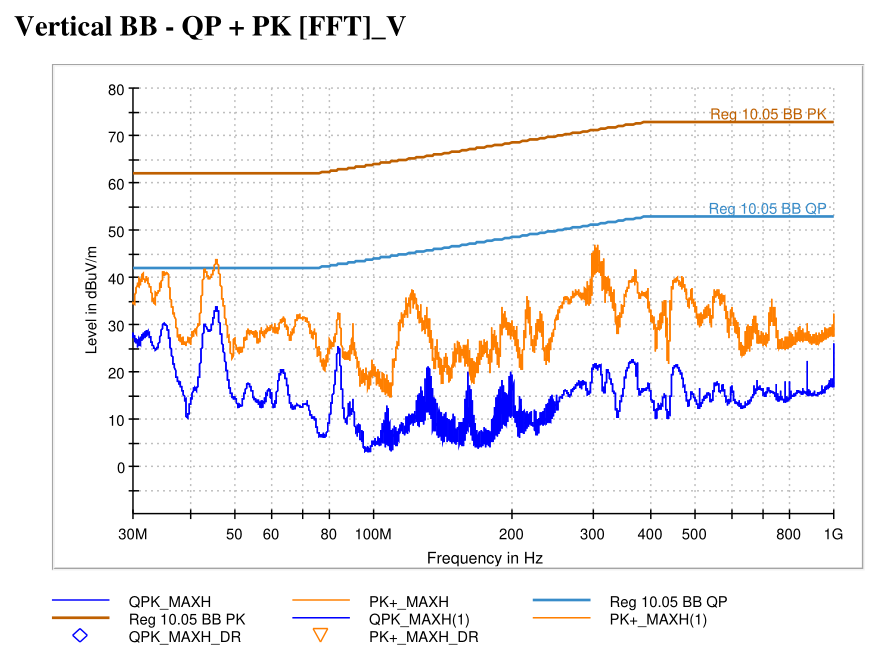 Vertical BB - QP + PK [FFT]_V
80
Reg 10.05 BB PK
70
60
Reg 10.05 BB QP
50
40
Level in dBuV/m
30
20
10
0
30M 50 60 80 100M 200 300 400 500 800 1G
Frequency in Hz
QPK_MAXH PK+_MAXH Reg 10.05 BB QP
Reg 10.05 BB PK QPK_MAXH(1) PK+_MAXH(1)
QPK_MAXH_DR PK+_MAXH_DR